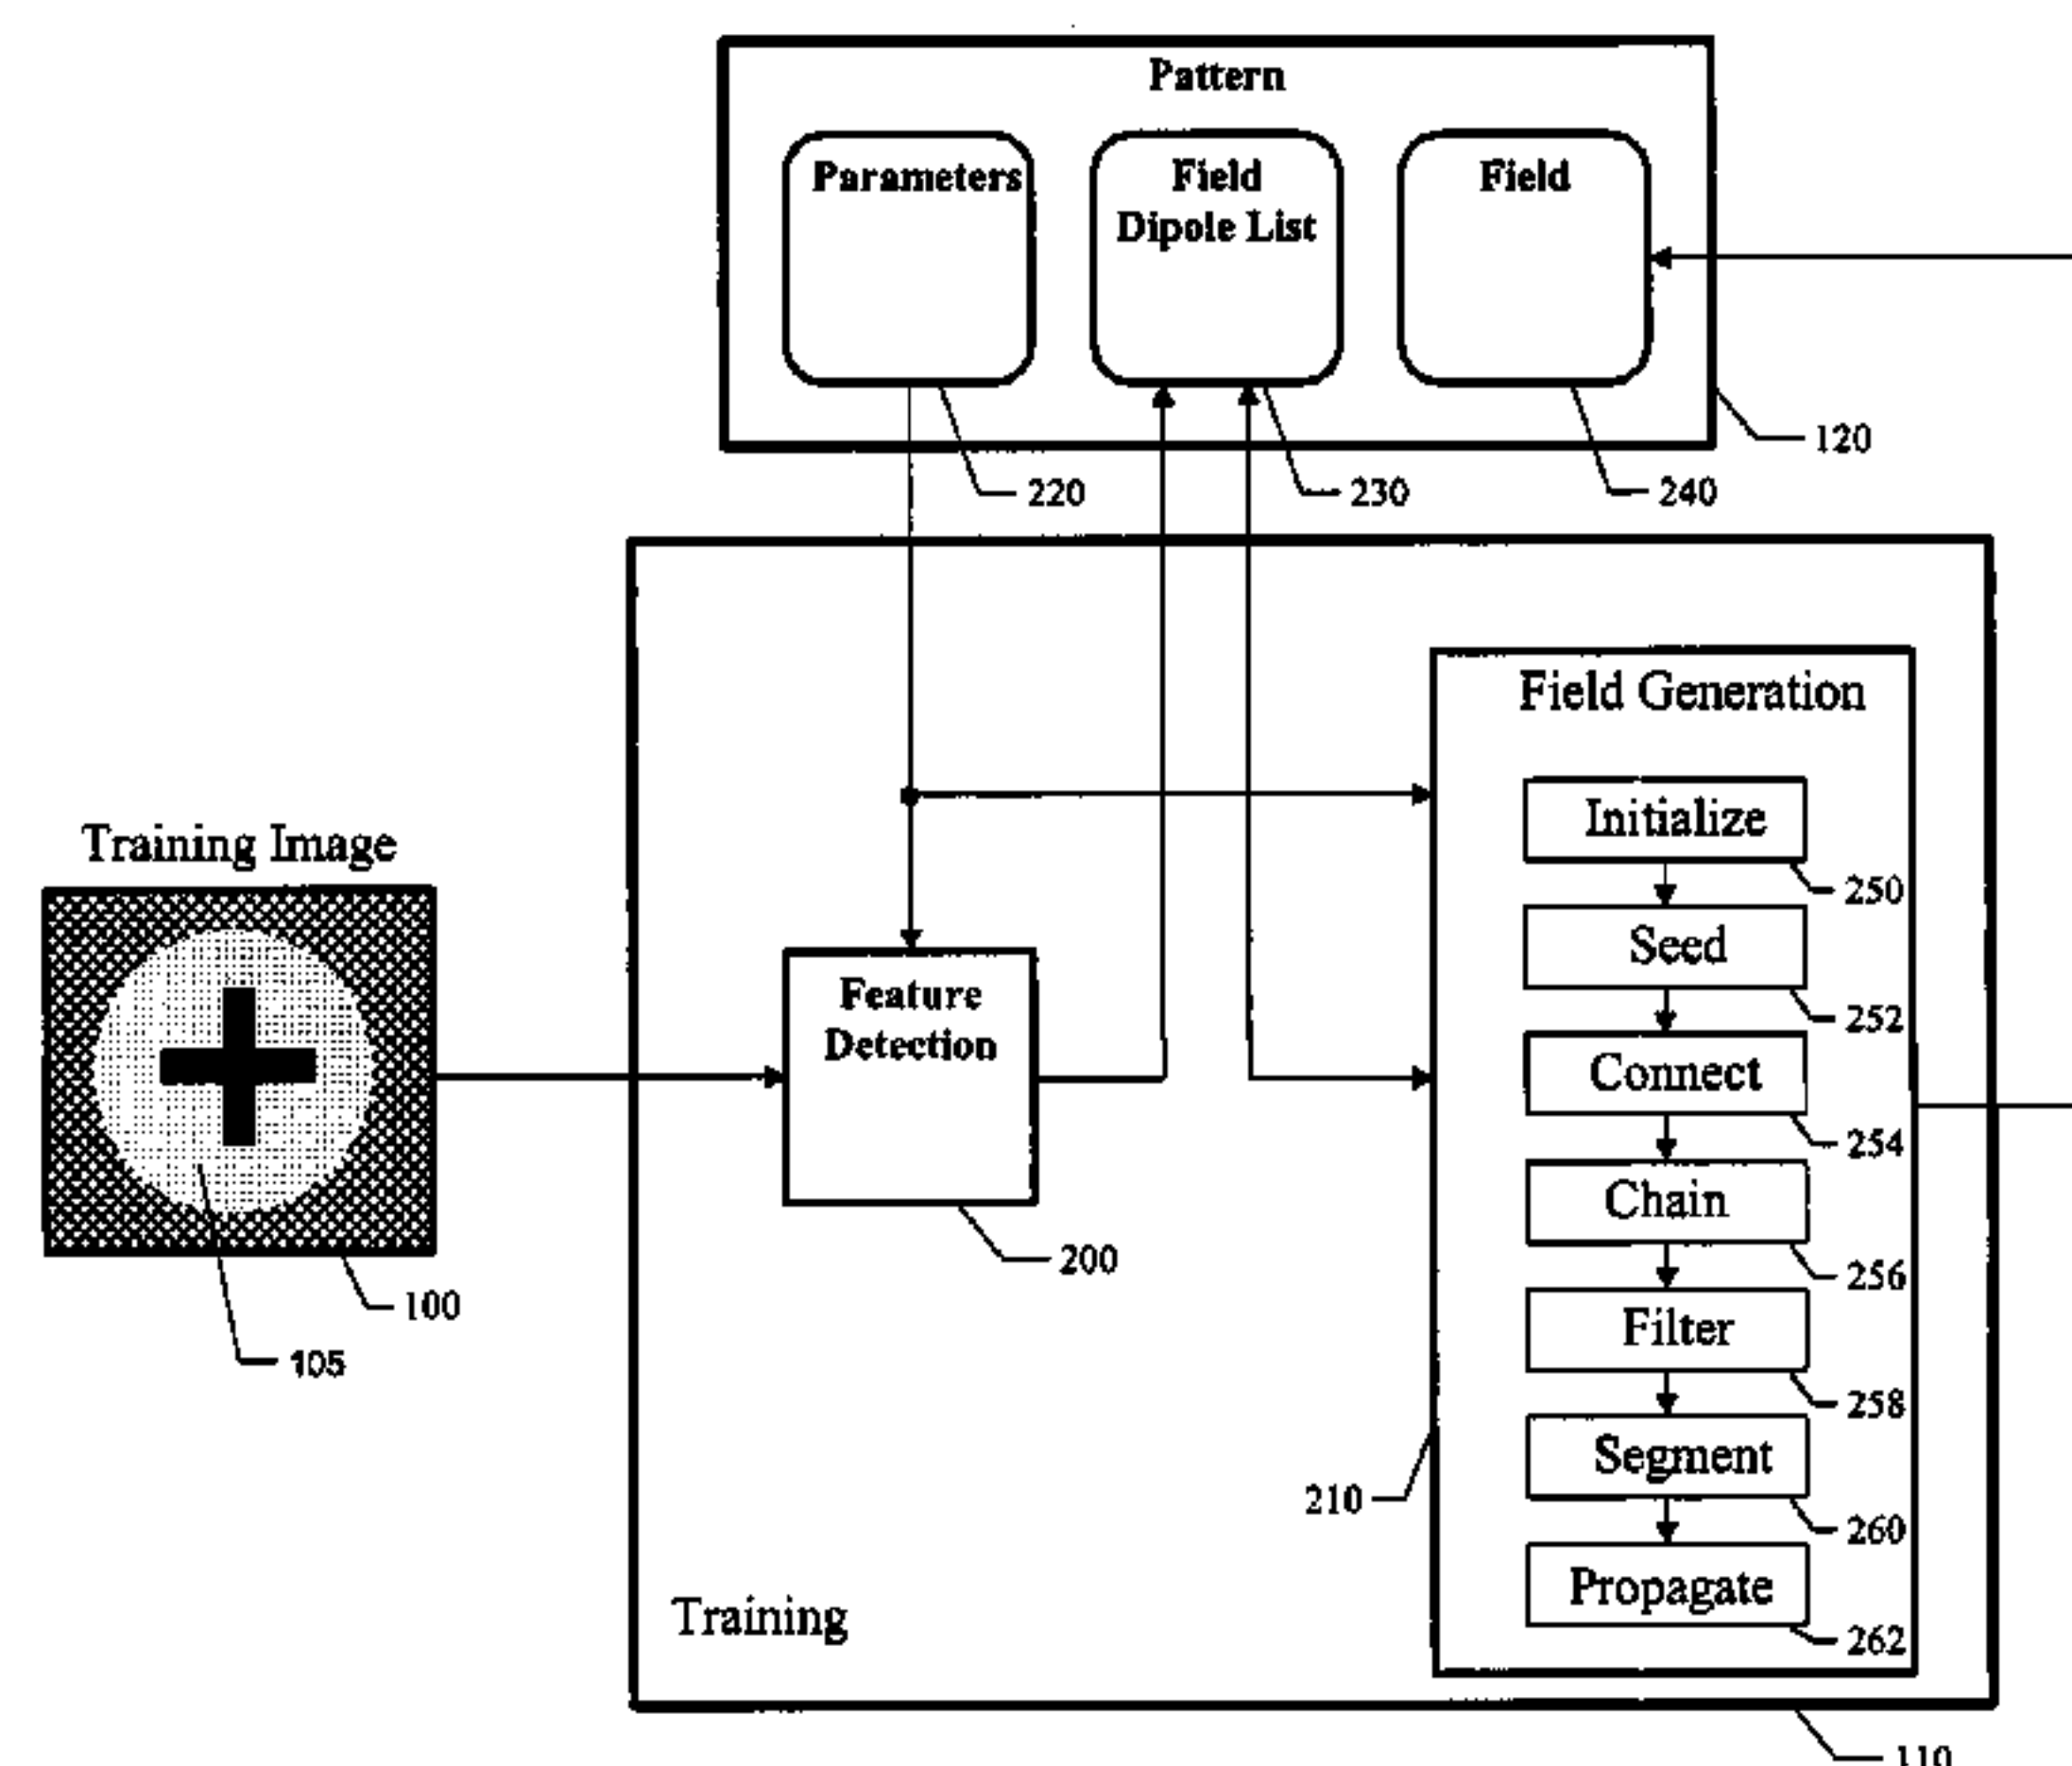 Pattern
Parameters
Field
Dipole List
Field
120
220
230
240
Field Generation
Initialize
250
Seed
252
Connect
254
Chain
256
Filter
258
Segment
260
Propagate
262
210
Training Image
Feature
Detection
200
100
105
Training
110